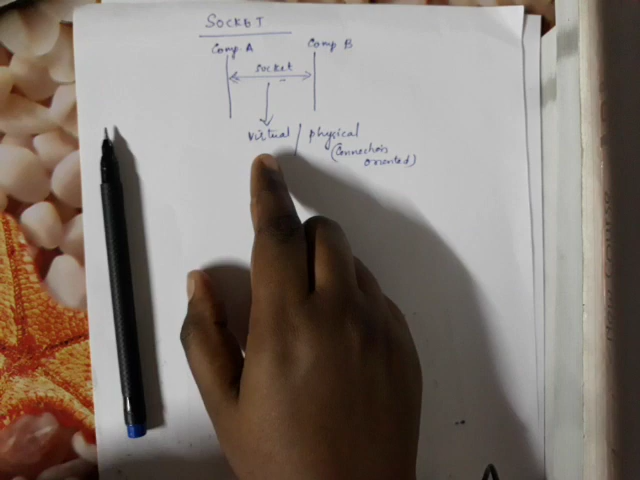 SOCKET
Comp A Comp B
socket
virtual / physical
(Connection
oriented)